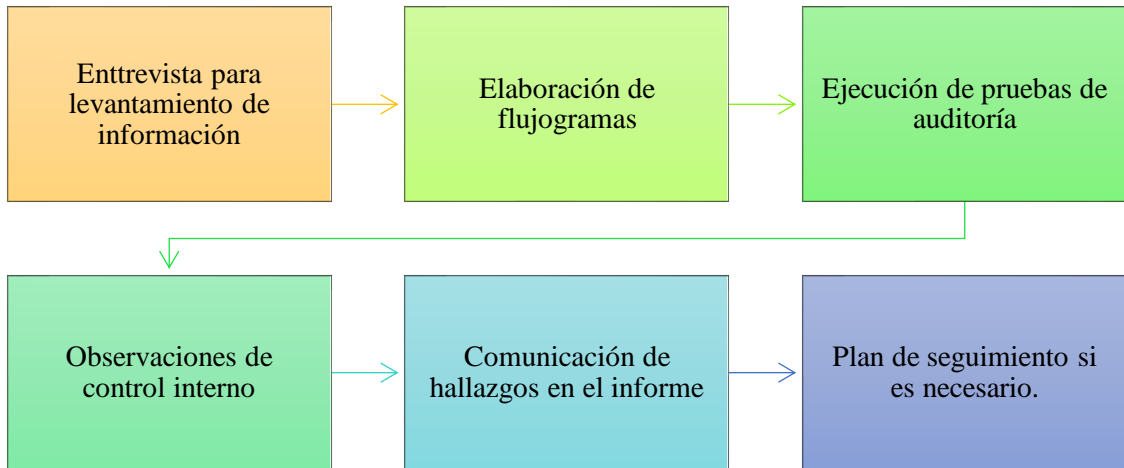 Enttrevista para
levantamiento de
información
Elaboración de
flujogramas
Ejecución de pruebas de
auditoría
Observaciones de
control interno
Comunicación de
hallazgos en el informe
Plan de seguimiento si
es necesario.